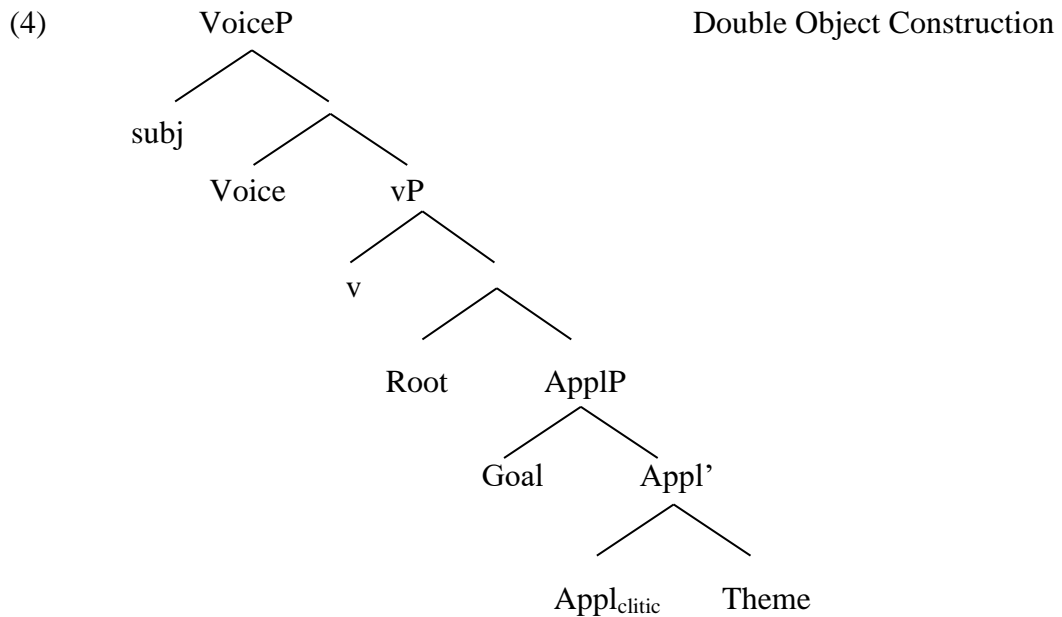 (4) VoiceP Double Object Construction
subj
Voice vP
v
Root ApplP
Goal Appl’
Applclitic Theme